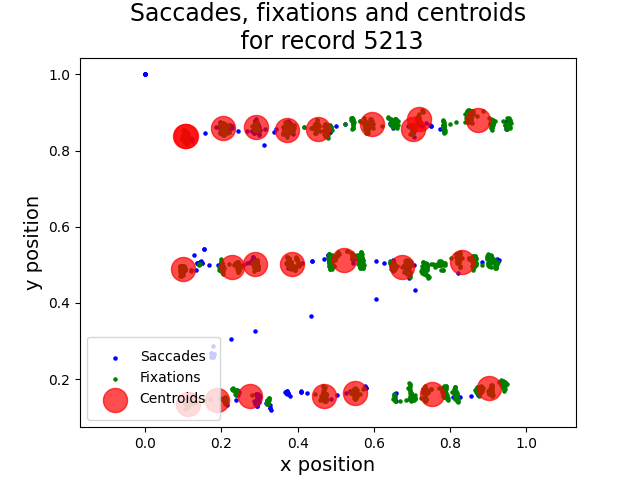 Saccades, fixations and centroids
for record 5213
1.0
0.8
0.6
0.4
0.2
y position
Saccades
Fixations
Centroids
0.0 0.2 0.4 0.6 0.8 1.0
x position